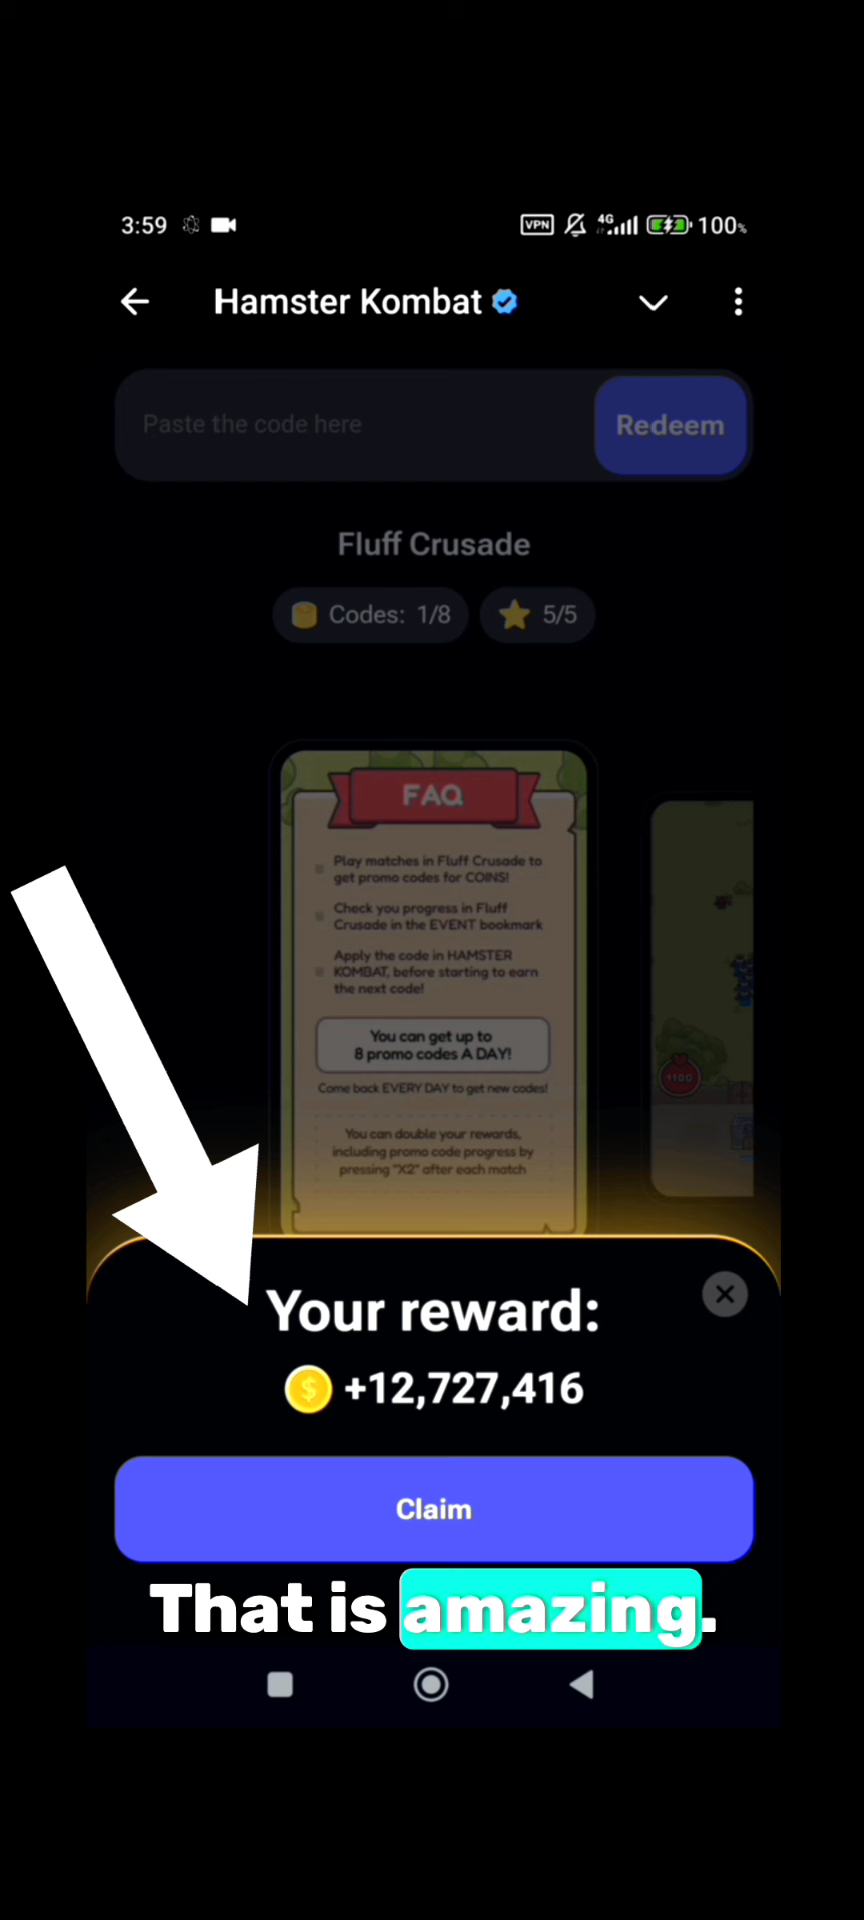 3:59 VPN 4G 100%
Hamster Kombat
Paste the code here Redeem
Fluff Crusade
Codes: 1/8 5/5
FAQ
Play matches in Fluff Crusade to
get promo codes for COINS!
Check you progress in Fluff
Crusade in the EVENT bookmark
Apply the code in HAMSTER
KOMBAT, before starting to earn
the next code!
You can get up to
8 promo codes A DAY!
Come back EVERY DAY to get new codes!
You can double your rewards,
including promo code progress by
pressing "X2" after each match
1100
Your reward:
$ +12,727,416
Claim
That is amazing.